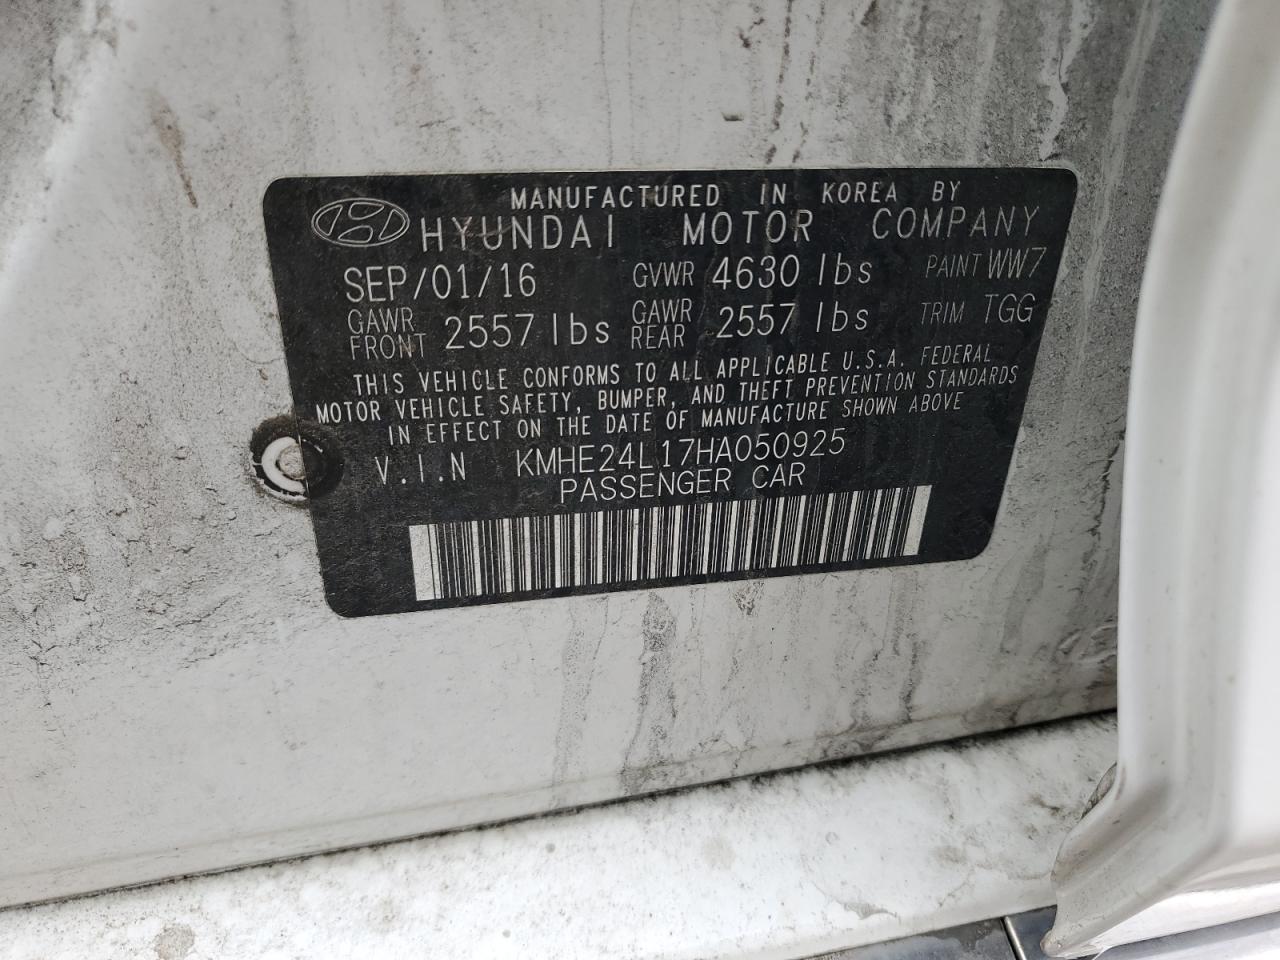 MANUFACTURED IN KOREA BY
HYUNDAI MOTOR COMPANY
SEP/01/16 GVWR 4630 lbs PAINT WW7
GAWR FRONT 2557 lbs GAWR REAR 2557 lbs TRIM TGG
THIS VEHICLE CONFORMS TO ALL APPLICABLE U.S.A. FEDERAL
MOTOR VEHICLE SAFETY, BUMPER, AND THEFT PREVENTION STANDARDS
IN EFFECT ON THE DATE OF MANUFACTURE SHOWN ABOVE
V.I.N KMHE24L17HA050925
PASSENGER CAR